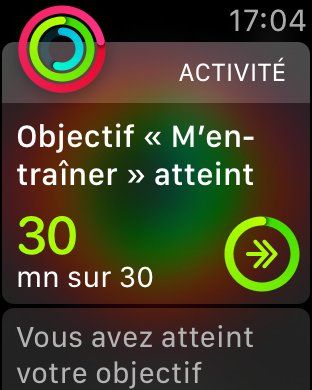 17:04
ACTIVITÉ
Objectif « M’en-
traîner » atteint
30
mn sur 30
Vous avez atteint
votre objectif